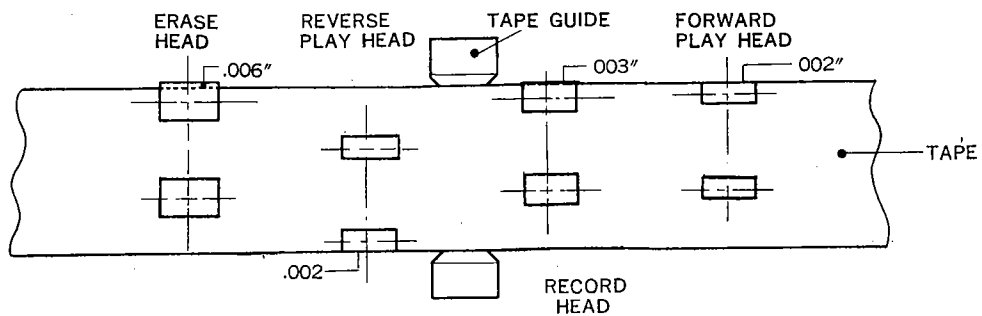 ERASE
HEAD
REVERSE
PLAY HEAD
TAPE GUIDE
FORWARD
PLAY HEAD
.006"
003"
002"
TAPE
.002
RECORD
HEAD